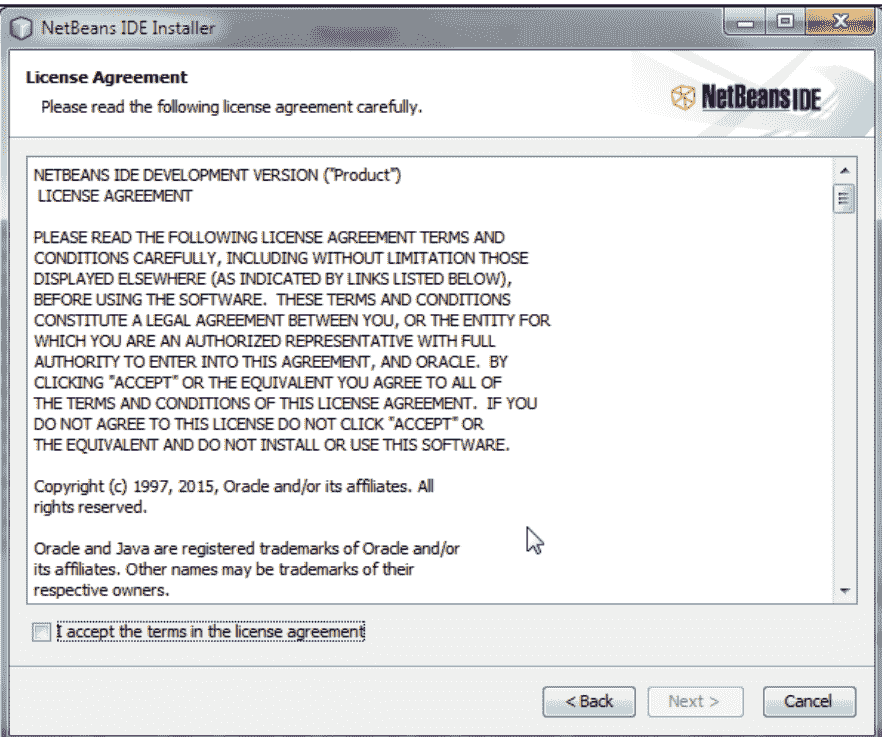 NetBeans IDE Installer
License Agreement
Please read the following license agreement carefully.
NetBeans IDE
NETBEANS IDE DEVELOPMENT VERSION ("Product")
LICENSE AGREEMENT
PLEASE READ THE FOLLOWING LICENSE AGREEMENT TERMS AND
CONDITIONS CAREFULLY, INCLUDING WITHOUT LIMITATION THOSE
DISPLAYED ELSEWHERE (AS INDICATED BY LINKS LISTED BELOW),
BEFORE USING THE SOFTWARE.  THESE TERMS AND CONDITIONS
CONSTITUTE A LEGAL AGREEMENT BETWEEN YOU, OR THE ENTITY FOR
WHICH YOU ARE AN AUTHORIZED REPRESENTATIVE WITH FULL
AUTHORITY TO ENTER INTO THIS AGREEMENT, AND ORACLE.  BY
CLICKING "ACCEPT" OR THE EQUIVALENT YOU AGREE TO ALL OF
THE TERMS AND CONDITIONS OF THIS LICENSE AGREEMENT.  IF YOU
DO NOT AGREE TO THIS LICENSE DO NOT CLICK "ACCEPT" OR
THE EQUIVALENT AND DO NOT INSTALL OR USE THIS SOFTWARE.
Copyright (c) 1997, 2015, Oracle and/or its affiliates. All
rights reserved.
Oracle and Java are registered trademarks of Oracle and/or
its affiliates. Other names may be trademarks of their
respective owners.
I accept the terms in the license agreement
< Back
Next >
Cancel